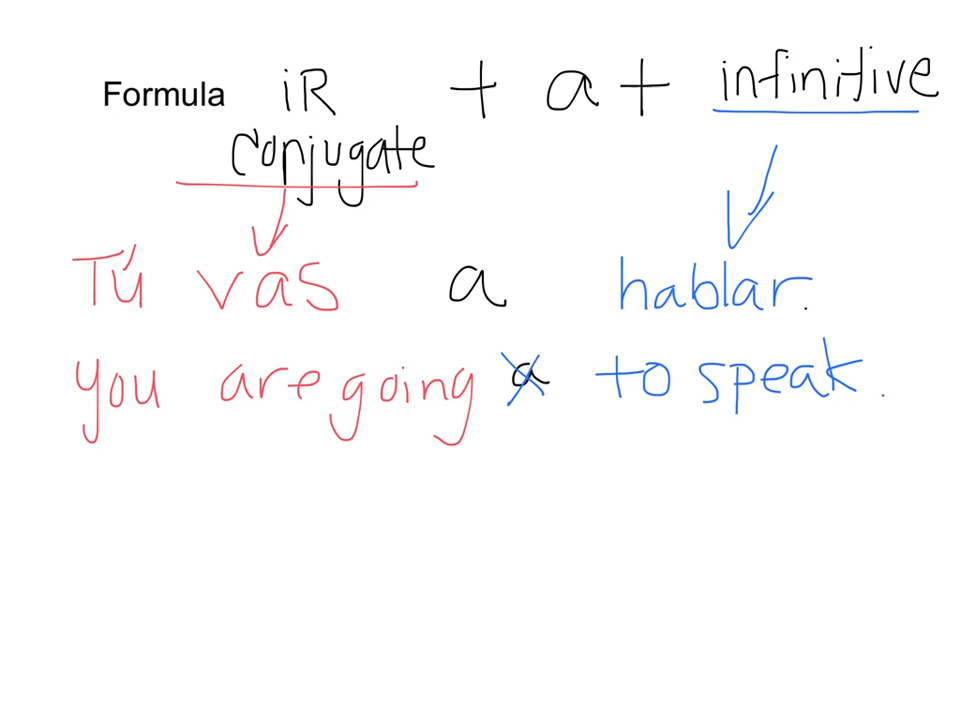 Formula iR + a + infinitive
conjugate
Tú vas a hablar.
you are going a to speak.